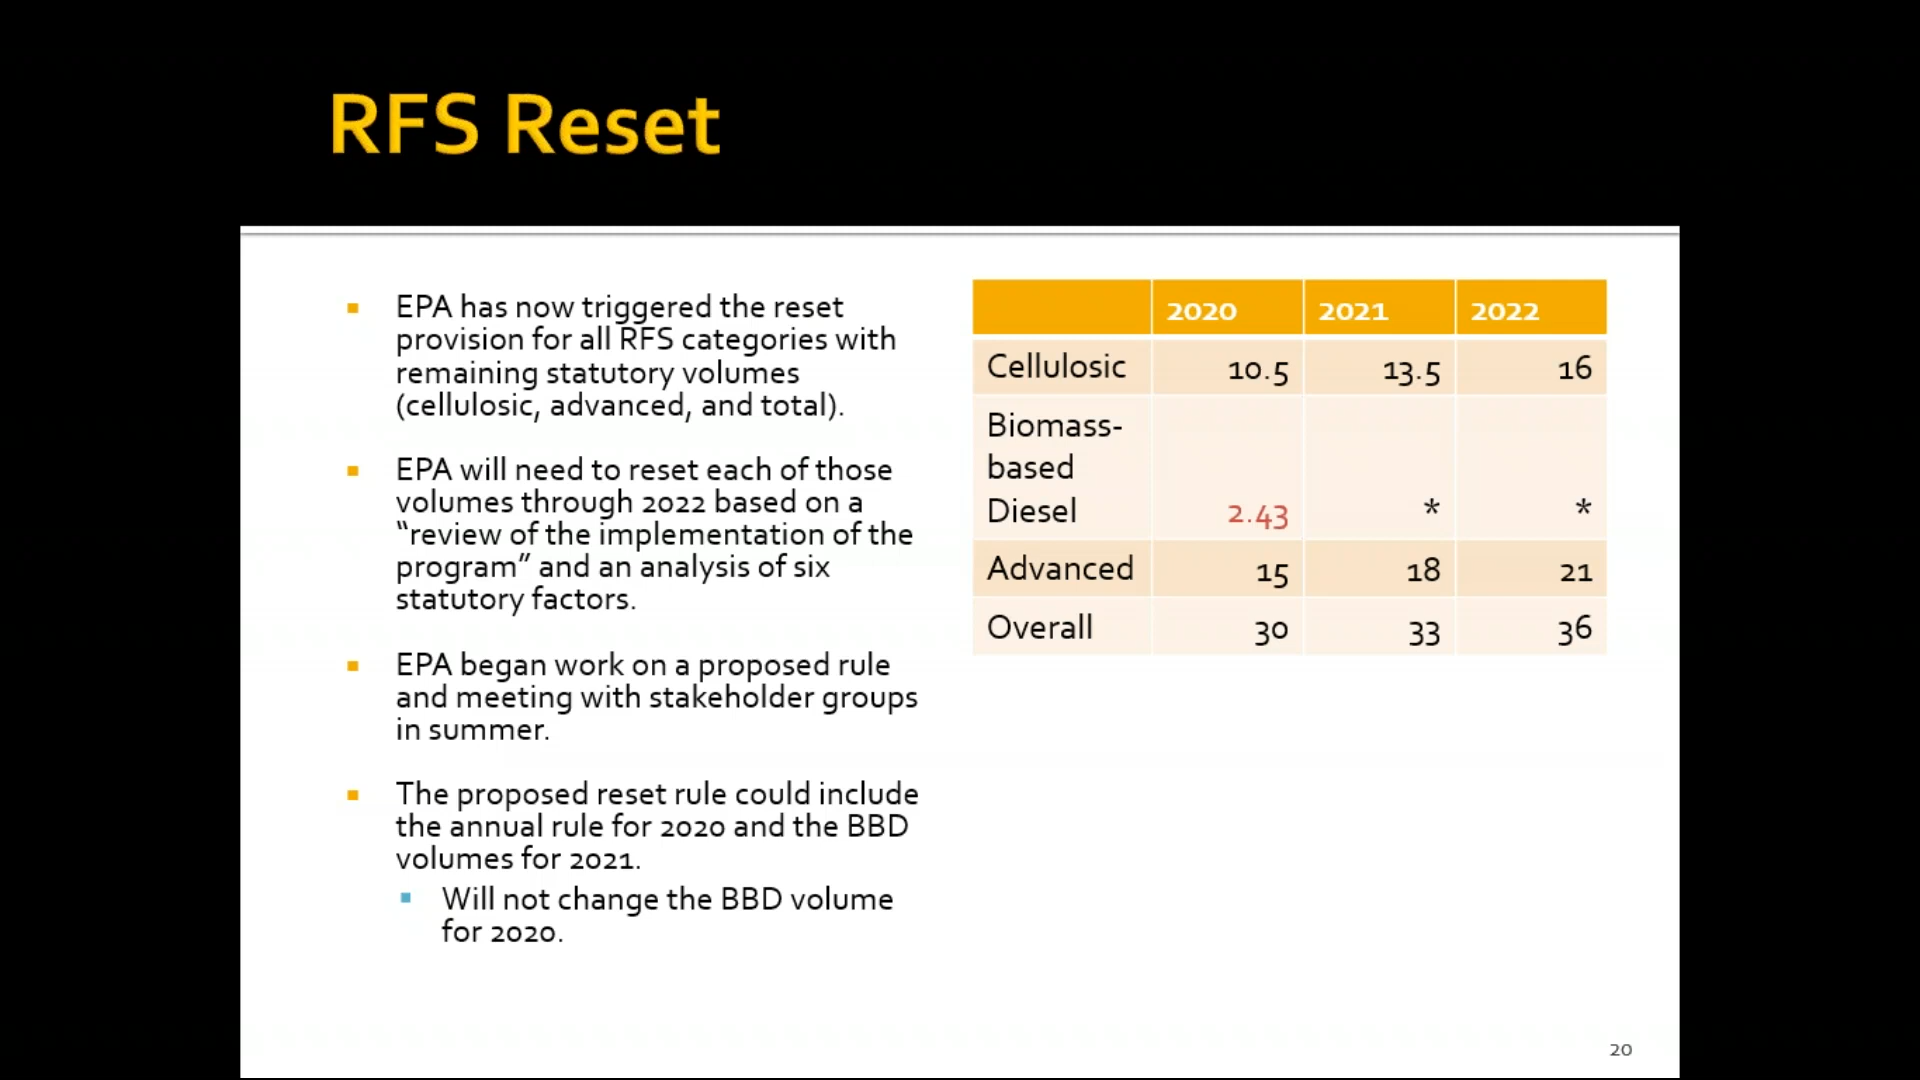 RFS Reset
EPA has now triggered the reset
provision for all RFS categories with
remaining statutory volumes
(cellulosic, advanced, and total).
EPA will need to reset each of those
volumes through 2022 based on a
“review of the implementation of the
program” and an analysis of six
statutory factors.
EPA began work on a proposed rule
and meeting with stakeholder groups
in summer.
The proposed reset rule could include
the annual rule for 2020 and the BBD
volumes for 2021.
Will not change the BBD volume
for 2020.
2020 2021 2022
Cellulosic 10.5 13.5 16
Biomass-
based
Diesel 2.43 * *
Advanced 15 18 21
Overall 30 33 36
20